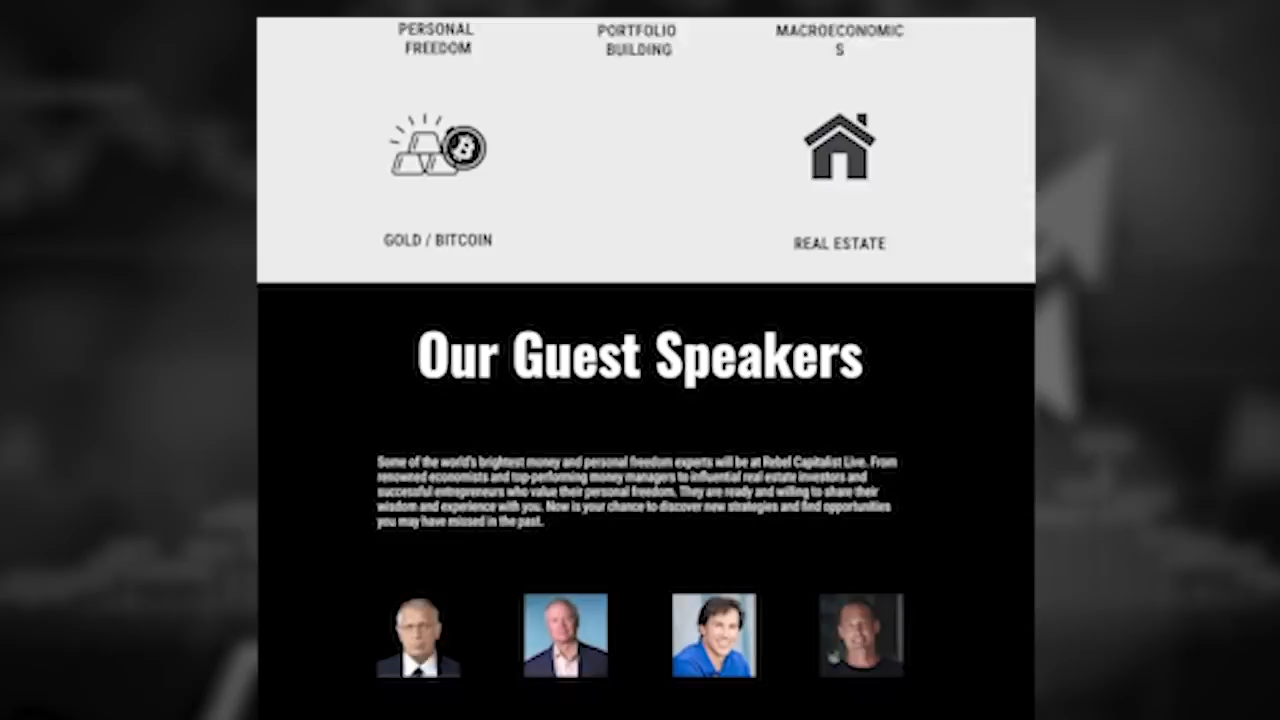 PERSONAL
FREEDOM
PORTFOLIO
BUILDING
MACROECONOMIC
S
GOLD / BITCOIN
REAL ESTATE
Our Guest Speakers
Some of the world's brightest money and personal freedom experts will be at Rebel Capitalist Live. From
renowned economists and top-performing money managers to influential real estate investors and
successful entrepreneurs who value their personal freedom. They are ready and willing to share their
wisdom and experience with you. Now is your chance to discover new strategies and find opportunities
you may have missed in the past.